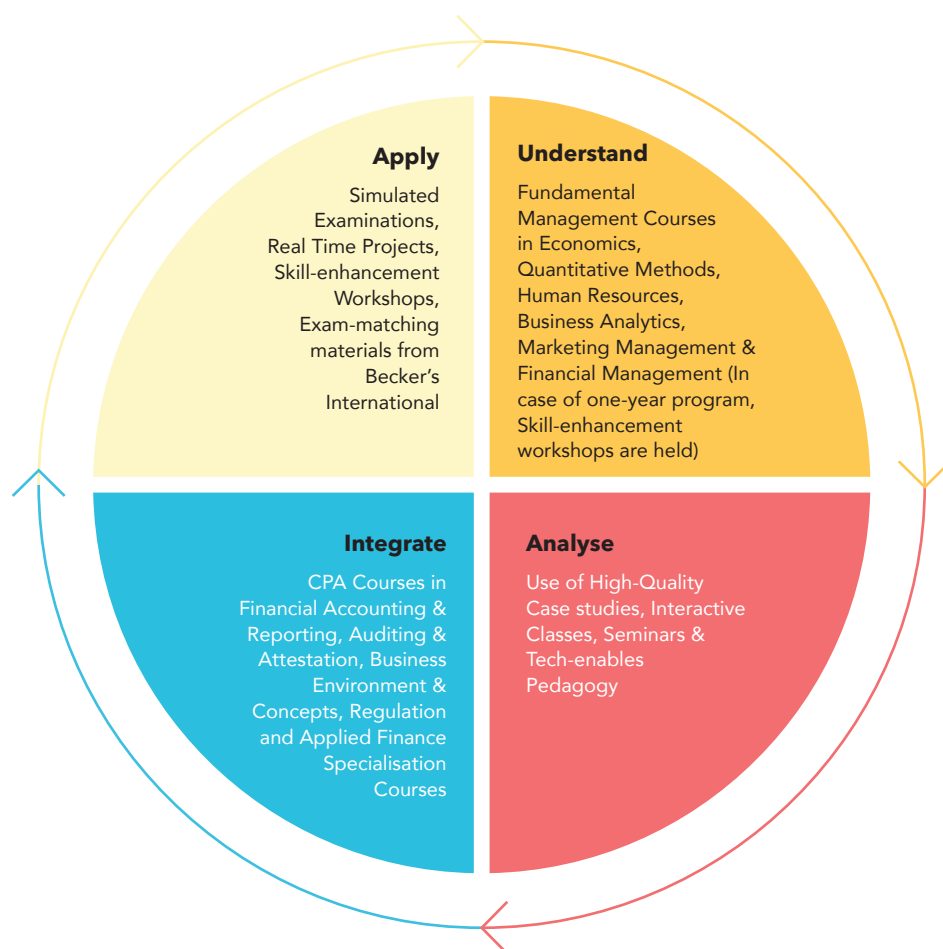 Apply
Simulated
Examinations,
Real Time Projects,
Skill-enhancement
Workshops,
Exam-matching
materials from
Becker's
International
Understand
Fundamental
Management Courses
in Economics,
Quantitative Methods,
Human Resources,
Business Analytics,
Marketing Management &
Financial Management (In
case of one-year program,
Skill-enhancement
workshops are held)
Integrate
CPA Courses in
Financial Accounting &
Reporting, Auditing &
Attestation, Business
Environment &
Concepts, Regulation
and Applied Finance
Specialisation
Courses
Analyse
Use of High-Quality
Case studies, Interactive
Classes, Seminars &
Tech-enables
Pedagogy